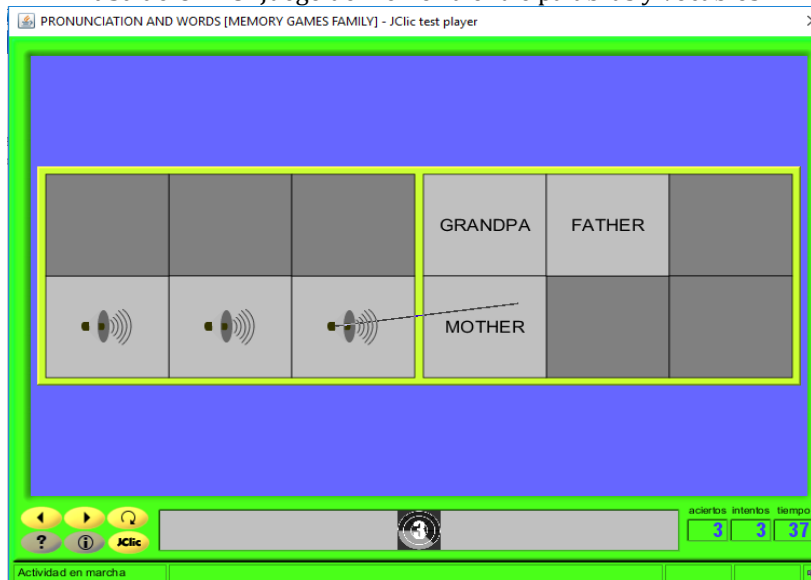 PRONUNCIATION AND WORDS [MEMORY GAMES FAMILY] - JClic test player
GRANDPA FATHER
MOTHER
aciertos intentos tiempo
3 3 37
? i JClic
Actividad en marcha